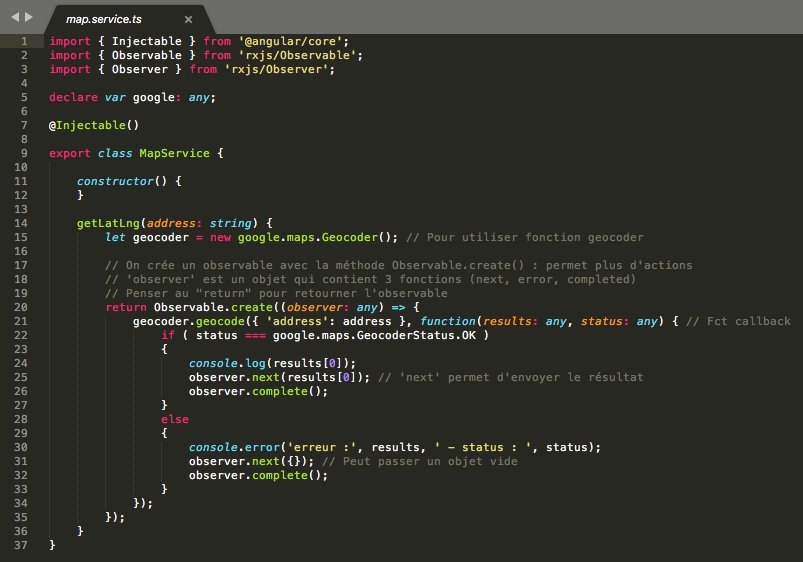 map.service.ts
1 import { Injectable } from '@angular/core';
2 import { Observable } from 'rxjs/Observable';
3 import { Observer } from 'rxjs/Observer';
4
5 declare var google: any;
6
7 @Injectable()
8
9 export class MapService {
10
11     constructor() {
12     }
13
14     getLatLng(address: string) {
15         let geocoder = new google.maps.Geocoder(); // Pour utiliser fonction geocoder
16
17         // On crée un observable avec la méthode Observable.create() : permet plus d'actions
18         // 'observer' est un objet qui contient 3 fonctions (next, error, completed)
19         // Penser au "return" pour retourner l'observable
20         return Observable.create((observer: any) => {
21             geocoder.geocode({ 'address': address }, function(results: any, status: any) { // Fct callback
22                 if ( status === google.maps.GeocoderStatus.OK )
23                 {
24                     console.log(results[0]);
25                     observer.next(results[0]); // 'next' permet d'envoyer le résultat
26                     observer.complete();
27                 }
28                 else
29                 {
30                     console.error('erreur :', results, ' - status : ', status);
31                     observer.next({}); // Peut passer un objet vide
32                     observer.complete();
33                 }
34             });
35         });
36     }
37 }